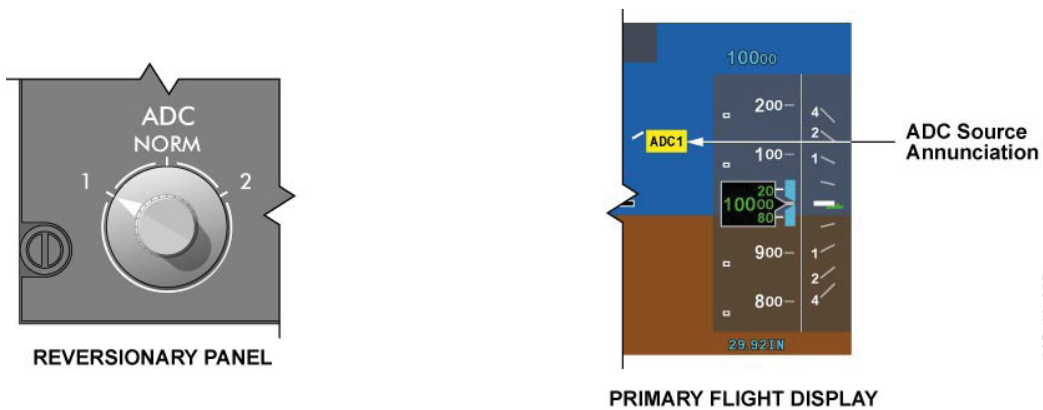 ADC
NORM
1 2
REVERSIONARY PANEL
10000
200
4
2
ADC1
100
1
20
10000
80
900
1
2
800
4
29.92IN
ADC Source
Annunciation
PRIMARY FLIGHT DISPLAY